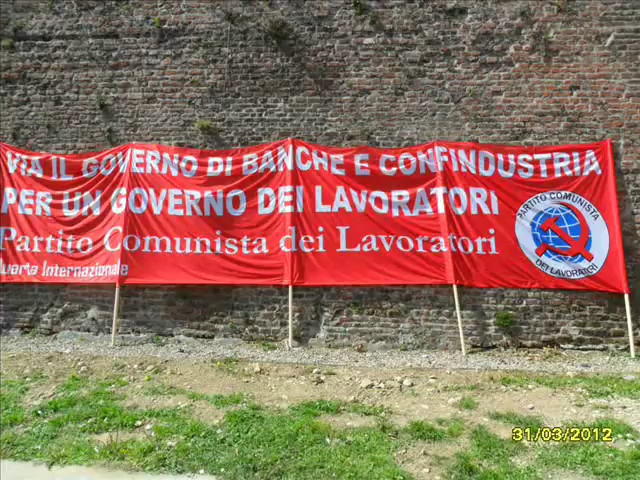 VIA IL GOVERNO DI BANCHE E CONFINDUSTRIA
PER UN GOVERNO DEI LAVORATORI
Partito Comunista dei Lavoratori
uarta Internazionale
PARTITO COMUNISTA
DEI LAVORATORI
31/03/2012